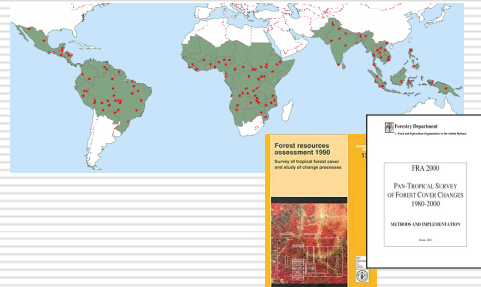 Forest resources
assessment 1990
Survey of tropical forest cover
and study of change processes
Forestry Department
Food and Agriculture Organization of the United Nations
FRA 2000
PAN-TROPICAL SURVEY
OF FOREST COVER CHANGES
1980-2000
METHODS AND IMPLEMENTATION